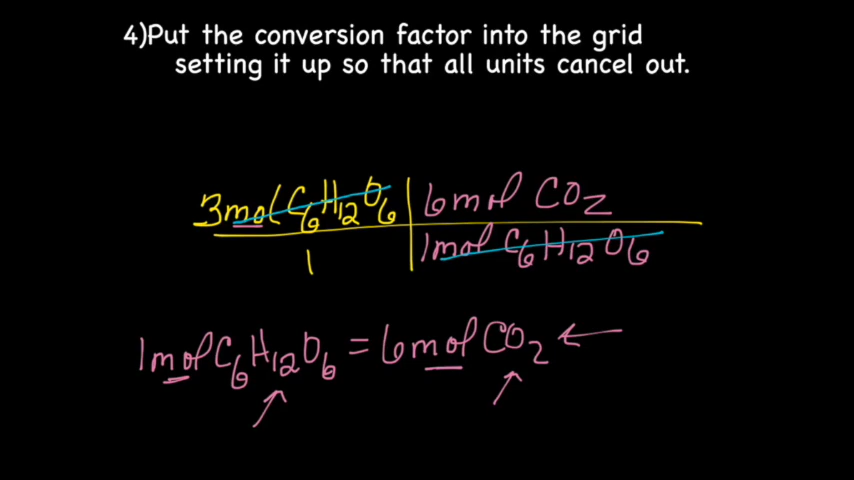 4)Put the conversion factor into the grid
setting it up so that all units cancel out.
3mol C6H12O6 | 6mol CO2
1 | 1mol C6H12O6
1mol C6H12O6 = 6mol CO2 ←